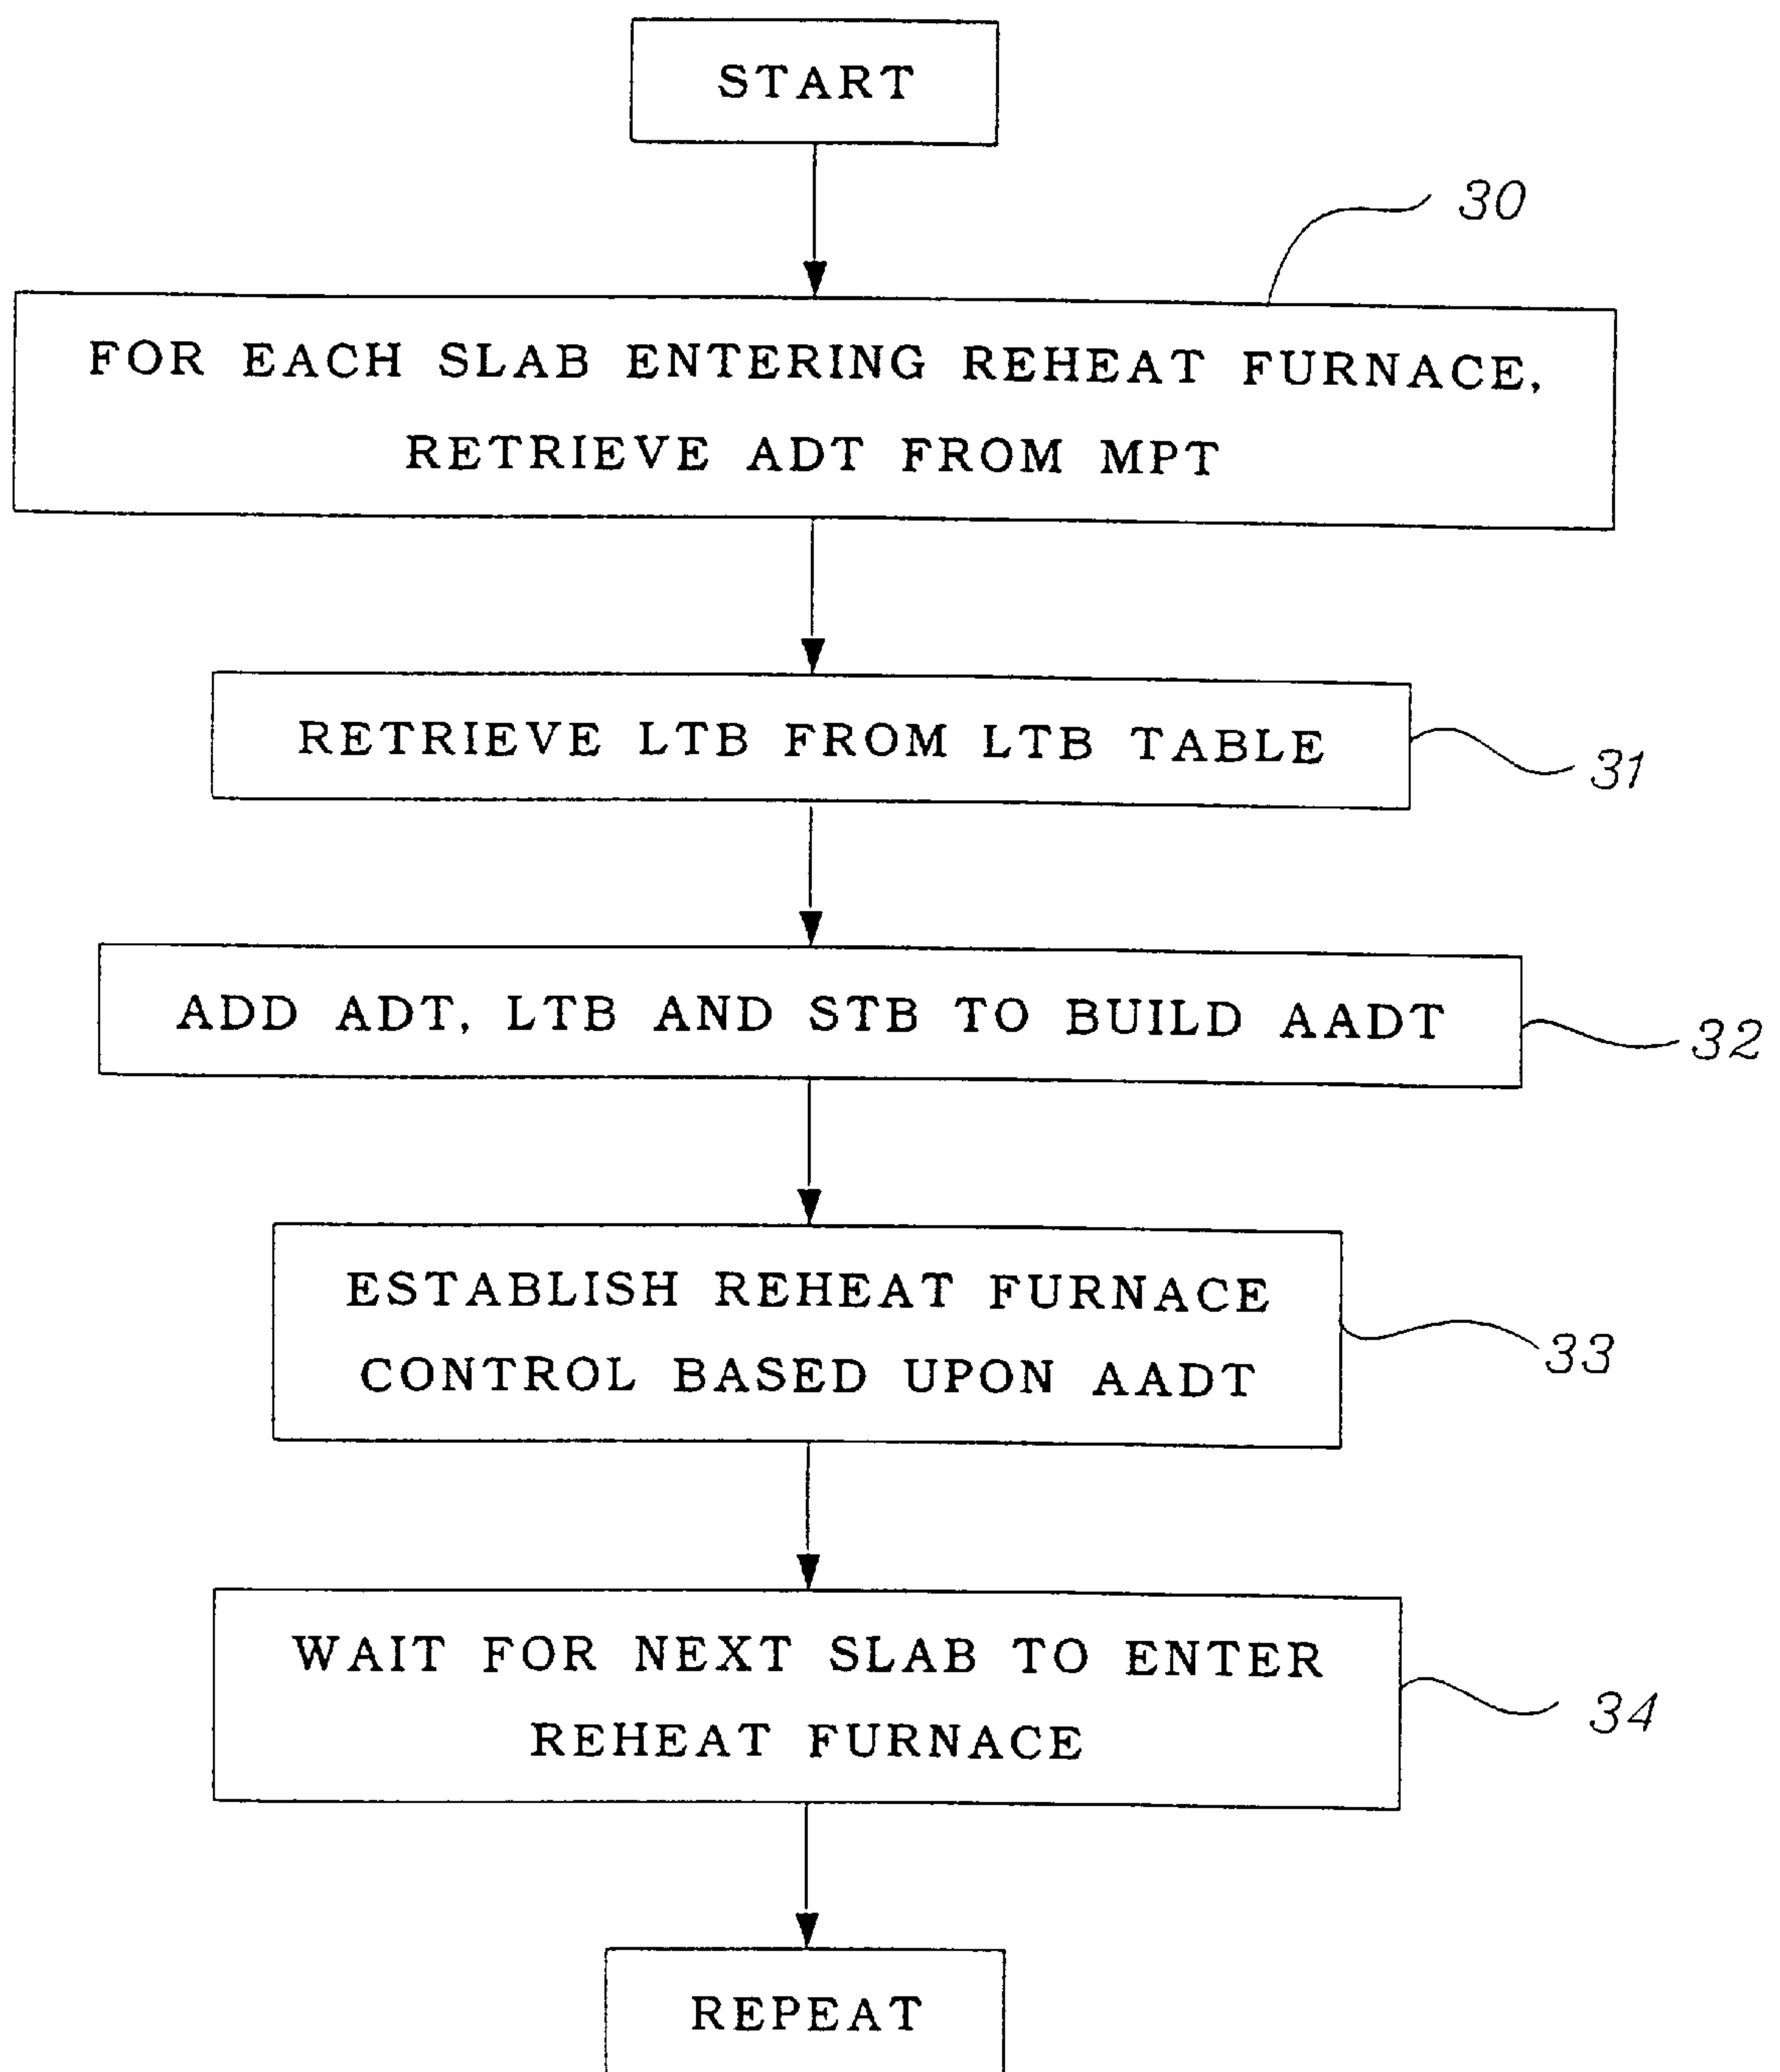 START
30
FOR EACH SLAB ENTERING REHEAT FURNACE,
RETRIEVE ADT FROM MPT
RETRIEVE LTB FROM LTB TABLE
31
ADD ADT, LTB AND STB TO BUILD AADT
32
ESTABLISH REHEAT FURNACE
CONTROL BASED UPON AADT
33
WAIT FOR NEXT SLAB TO ENTER
REHEAT FURNACE
34
REPEAT